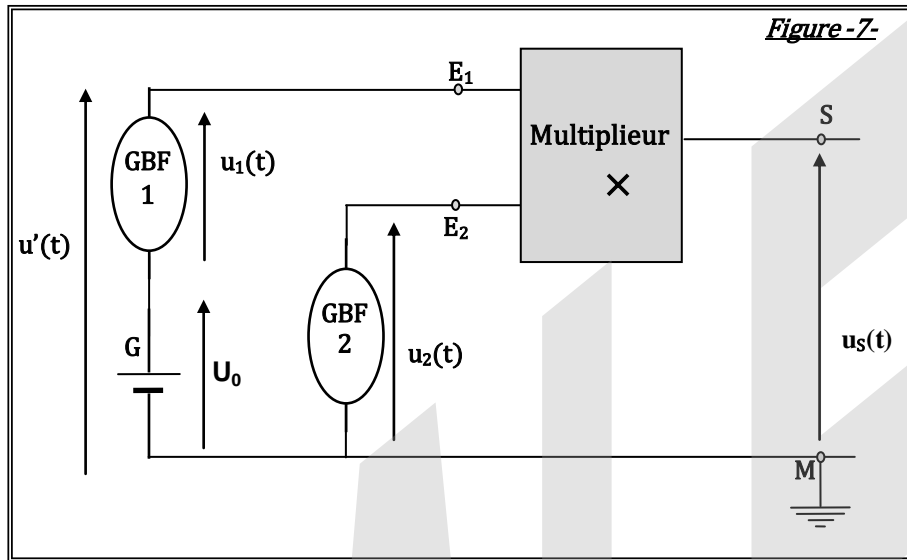 Figure -7-
E₁
S
Multiplieur
×
GBF
1
u₁(t)
E₂
u'(t)
GBF
2
G
U₀
u₂(t)
uS(t)
M